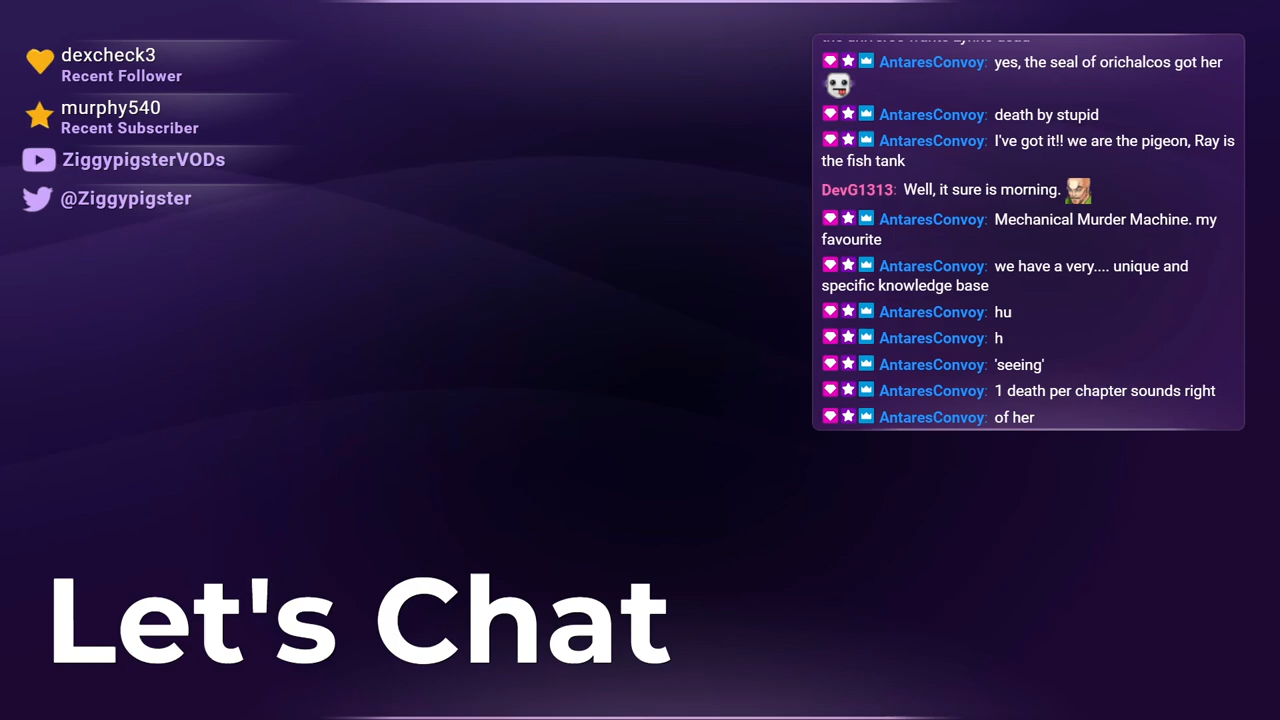 dexcheck3
Recent Follower
murphy540
Recent Subscriber
ZiggypigsterVODs
@Ziggypigster
AntaresConvoy: yes, the seal of orichalcos got her
AntaresConvoy: death by stupid
AntaresConvoy: I've got it!! we are the pigeon, Ray is
the fish tank
DevG1313: Well, it sure is morning.
AntaresConvoy: Mechanical Murder Machine. my
favourite
AntaresConvoy: we have a very.... unique and
specific knowledge base
AntaresConvoy: hu
AntaresConvoy: h
AntaresConvoy: 'seeing'
AntaresConvoy: 1 death per chapter sounds right
AntaresConvoy: of her
Let's Chat